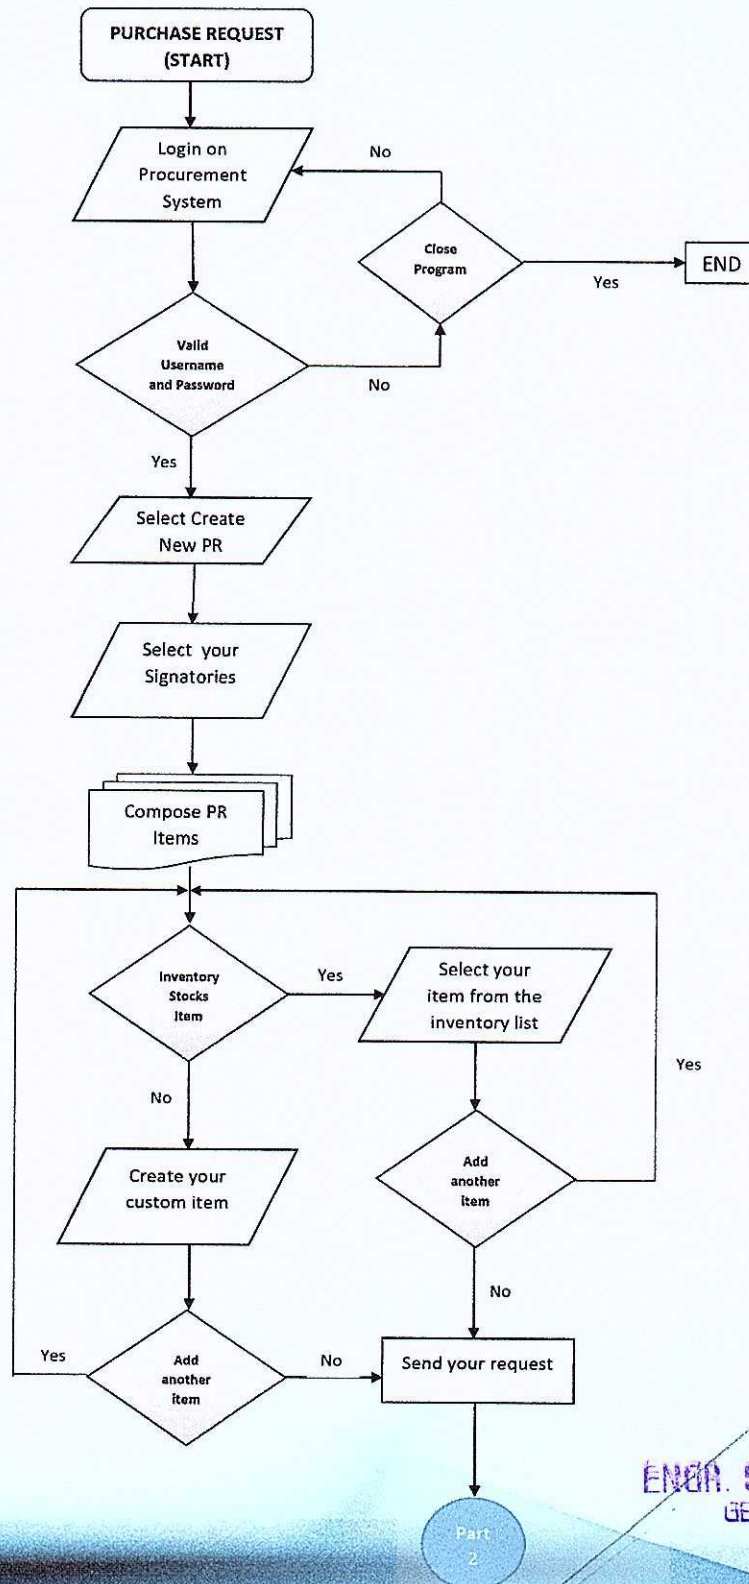 PURCHASE REQUEST
(START)
Login on
Procurement
System
No
Close
Program
Yes
END
Valid
Username
and Password
No
Yes
Select Create
New PR
Select your
Signatories
Compose PR
Items
Inventory
Stocks
Item
Yes
Select your
item from the
inventory list
Yes
No
Create your
custom item
Add
another
item
No
Yes
Add
another
item
No
Send your request
ENGR.
Part
2